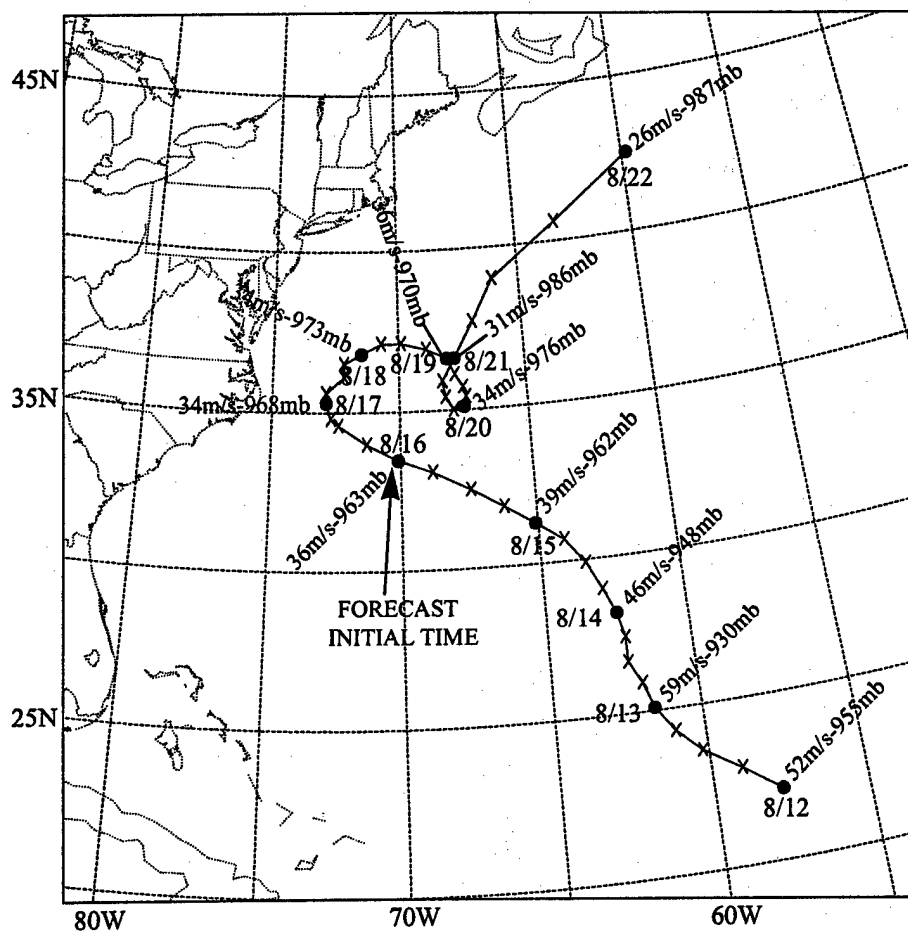 45N
26m/s-987mb
8/22
36m/s-970mb
31m/s-986mb
34m/s-973mb
8/19
8/21
8/18
34m/s-976mb
35N
34m/s-968mb
8/17
8/20
8/16
39m/s-962mb
36m/s-963mb
8/15
46m/s-948mb
FORECAST
INITIAL TIME
8/14
59m/s-930mb
25N
8/13
52m/s-955mb
8/12
80W
70W
60W